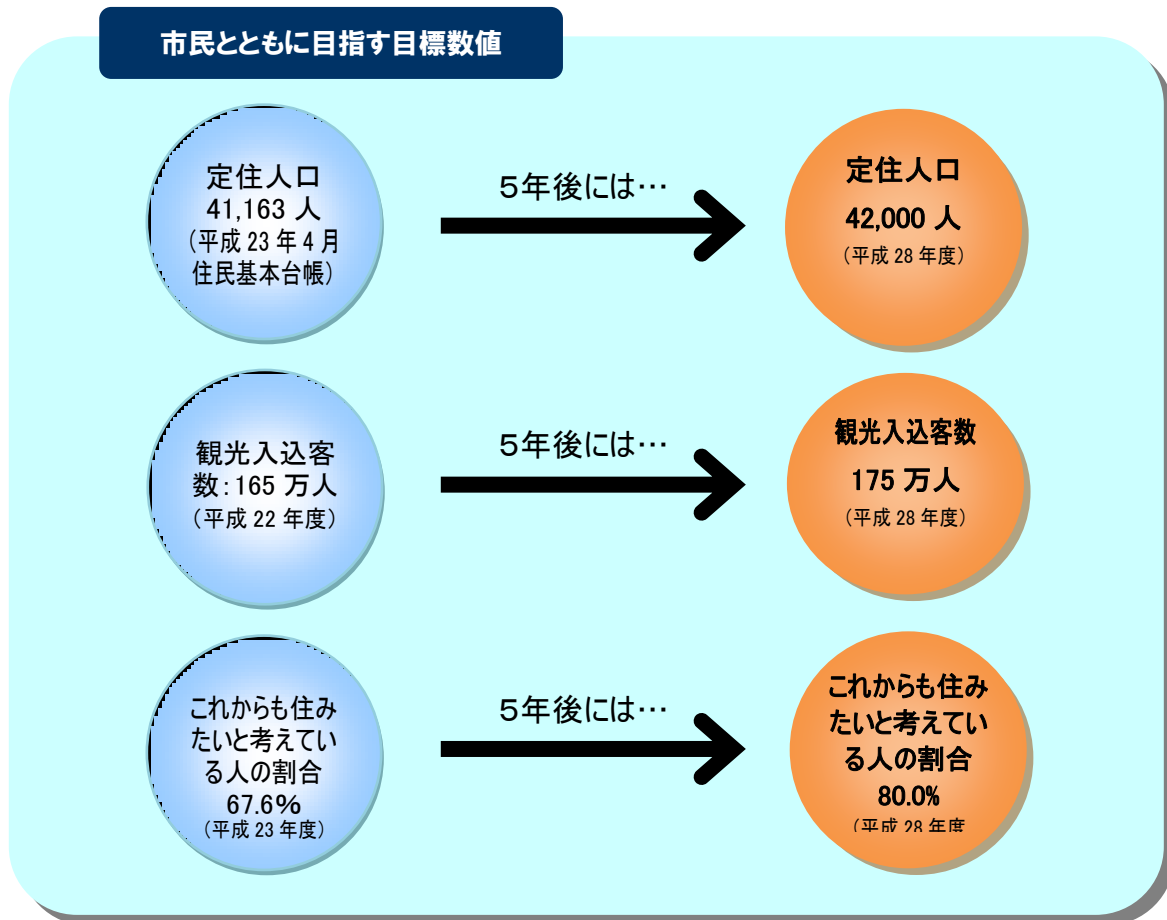 市民とともに目指す目標数値
定住人口
41,163 人
（平成 23 年 4 月
住民基本台帳）
５年後には…
定住人口
42,000 人
（平成 28 年度）
観光入込客
数：165 万人
（平成 22 年度）
５年後には…
観光入込客数
175 万人
（平成 28 年度）
これからも住み
たいと考えてい
る人の割合
67.6％
（平成 23 年度）
５年後には…
これからも住み
たいと考えてい
る人の割合
80.0%
（平成 28 年度